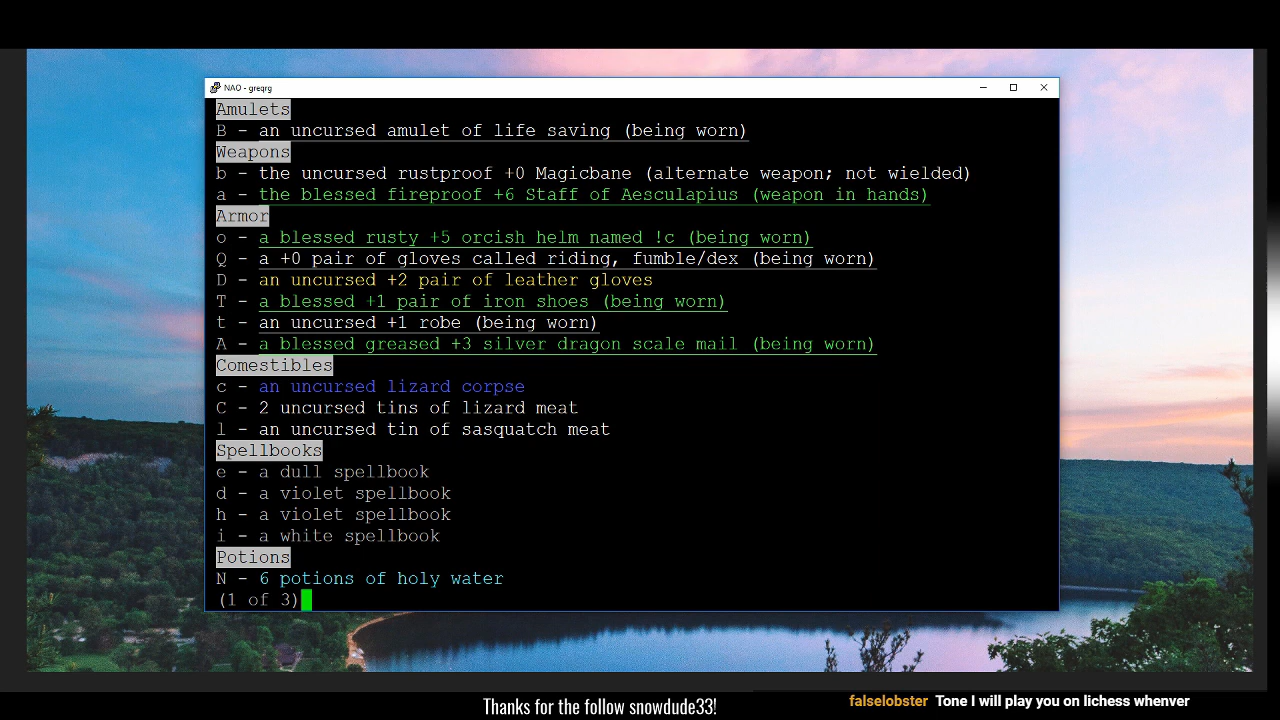 NAO - greqrg
Amulets
B - an uncursed amulet of life saving (being worn)
Weapons
b - the uncursed rustproof +0 Magicbane (alternate weapon; not wielded)
a - the blessed fireproof +6 Staff of Aesculapius (weapon in hands)
Armor
o - a blessed rusty +5 orcish helm named !c (being worn)
Q - a +0 pair of gloves called riding, fumble/dex (being worn)
D - an uncursed +2 pair of leather gloves
T - a blessed +1 pair of iron shoes (being worn)
t - an uncursed +1 robe (being worn)
A - a blessed greased +3 silver dragon scale mail (being worn)
Comestibles
c - an uncursed lizard corpse
C - 2 uncursed tins of lizard meat
l - an uncursed tin of sasquatch meat
Spellbooks
e - a dull spellbook
d - a violet spellbook
h - a violet spellbook
i - a white spellbook
Potions
N - 6 potions of holy water
(1 of 3)
falselobster Tone I will play you on lichess whenver
Thanks for the follow snowdude33!